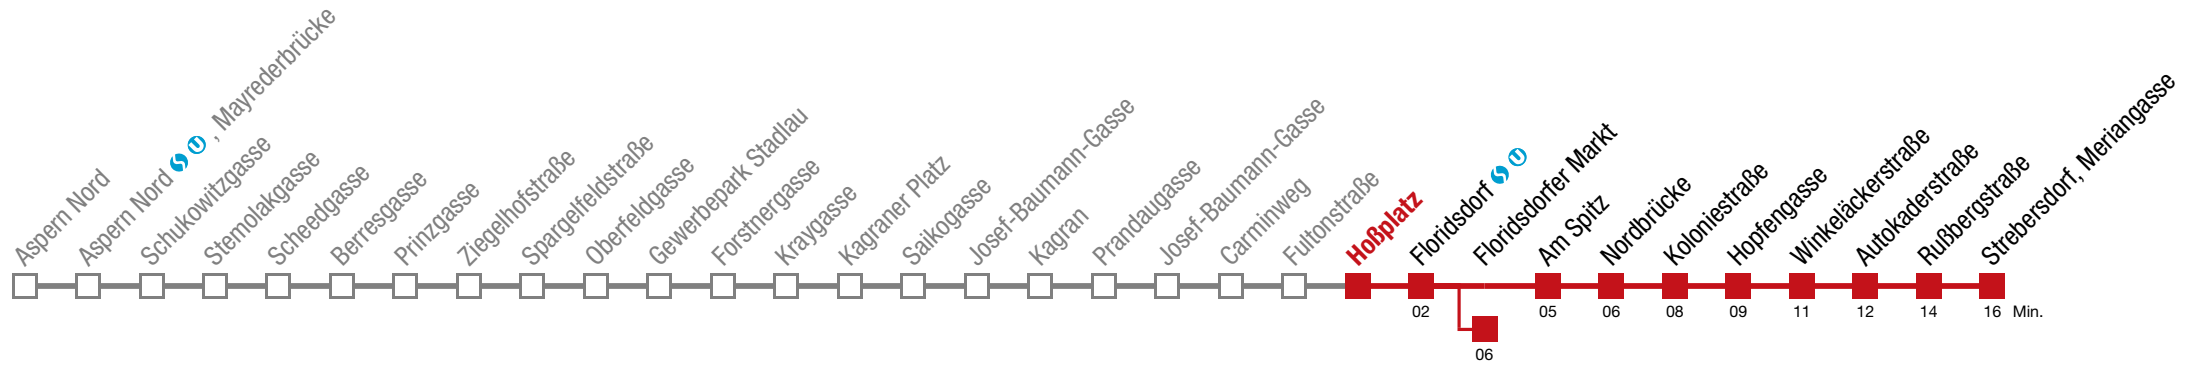 Aspern Nord
Aspern Nord S U , Mayrederbrücke
Schukowitzgasse
Stemolakgasse
Scheedgasse
Berresgasse
Prinzgasse
Ziegelhofstraße
Spargelfeldstraße
Oberfeldgasse
Gewerbepark Stadlau
Forstnergasse
Kraygasse
Kagraner Platz
Saikogasse
Josef-Baumann-Gasse
Kagran
Prandaugasse
Josef-Baumann-Gasse
Carminweg
Fultonstraße
Hoßplatz
Floridsdorf S U
Floridsdorfer Markt
Am Spitz
Nordbrücke
Koloniestraße
Hopfengasse
Winkeläckerstraße
Autokaderstraße
Rußbergstraße
Strebersdorf, Meriangasse
02 05 06 08 09 11 12 14 16 Min.
06